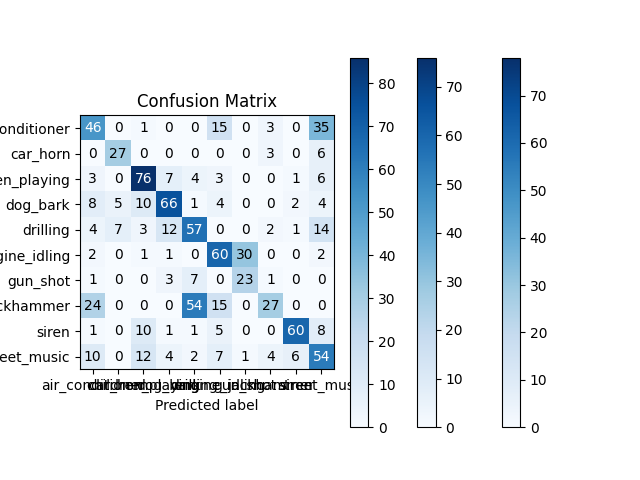 Confusion Matrix
onditioner 46 0 1 0 0 15 0 3 0 35
car_horn 0 27 0 0 0 0 0 3 0 6
en_playing 3 0 76 7 4 3 0 0 1 6
dog_bark 8 5 10 66 1 4 0 0 2 4
drilling 4 7 3 12 57 0 0 2 1 14
gine_idling 2 0 1 1 0 60 30 0 0 2
gun_shot 1 0 0 3 7 0 23 1 0 0
ckhammer 24 0 0 0 54 15 0 27 0 0
siren 1 0 10 1 1 5 0 0 60 8
eet_music 10 0 12 4 2 7 1 4 6 54
Predicted label
80
70
60
50
40
30
20
10
0
70
60
50
40
30
20
10
0
70
60
50
40
30
20
10
0